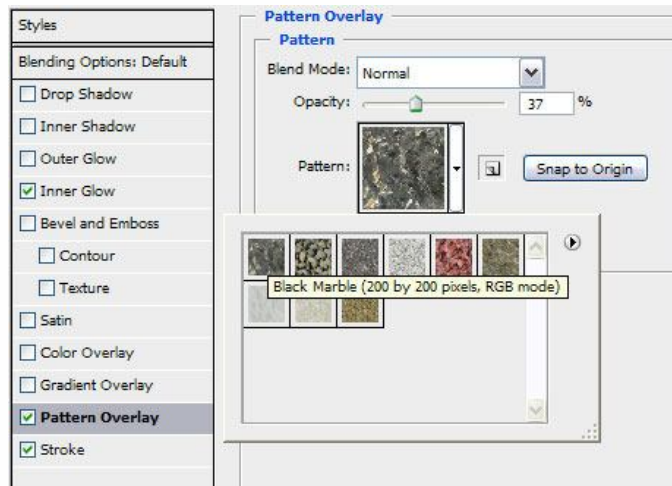 Styles
Blending Options: Default
Drop Shadow
Inner Shadow
Outer Glow
Inner Glow
Bevel and Emboss
Contour
Texture
Satin
Color Overlay
Gradient Overlay
Pattern Overlay
Stroke
Pattern Overlay
Pattern
Blend Mode: Normal
Opacity: 37 %
Pattern: Snap to Origin
Black Marble (200 by 200 pixels, RGB mode)